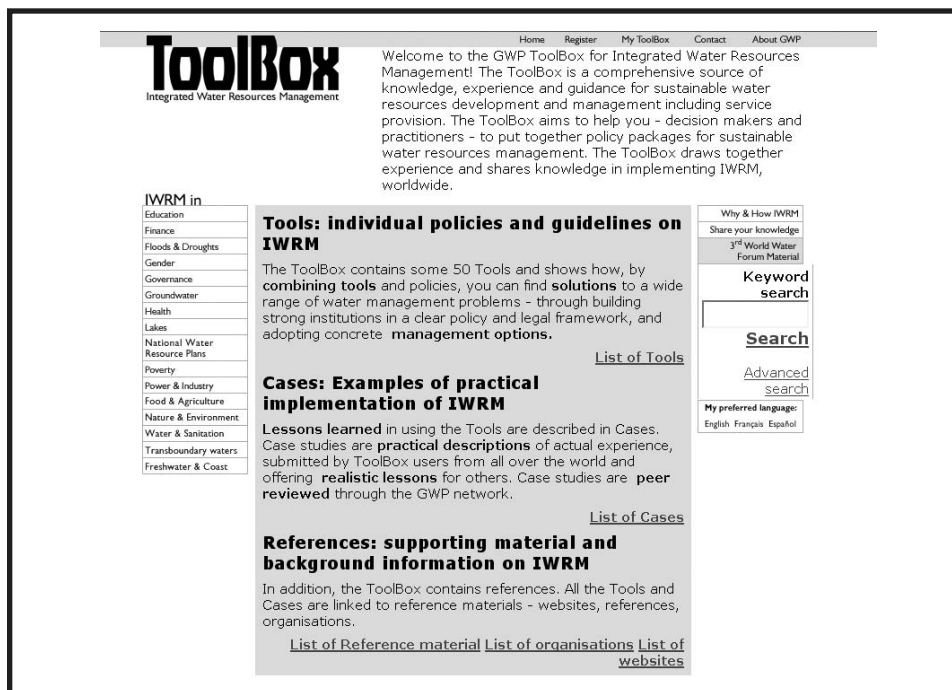 Home Register My ToolBox Contact About GWP
ToolBox
Integrated Water Resources Management
Welcome to the GWP ToolBox for Integrated Water Resources
Management! The ToolBox is a comprehensive source of
knowledge, experience and guidance for sustainable water
resources development and management including service
provision. The ToolBox aims to help you - decision makers and
practitioners - to put together policy packages for sustainable
water resources management. The ToolBox draws together
experience and shares knowledge in implementing IWRM,
worldwide.
IWRM in
Education
Finance
Floods & Droughts
Gender
Governance
Groundwater
Health
Lakes
National Water
Resource Plans
Poverty
Power & Industry
Food & Agriculture
Nature & Environment
Water & Sanitation
Transboundary waters
Freshwater & Coast
Tools: individual policies and guidelines on
IWRM
The ToolBox contains some 50 Tools and shows how, by
combining tools and policies, you can find solutions to a wide
range of water management problems - through building
strong institutions in a clear policy and legal framework, and
adopting concrete management options.
List of Tools
Cases: Examples of practical
implementation of IWRM
Lessons learned in using the Tools are described in Cases.
Case studies are practical descriptions of actual experience,
submitted by ToolBox users from all over the world and
offering realistic lessons for others. Case studies are peer
reviewed through the GWP network.
List of Cases
References: supporting material and
background information on IWRM
In addition, the ToolBox contains references. All the Tools and
Cases are linked to reference materials - websites, references,
organisations.
List of Reference material List of organisations List of
websites
Why & How IWRM
Share your knowledge
3rd World Water
Forum Material
Keyword
search
Search
Advanced
search
My preferred language:
English Français Español